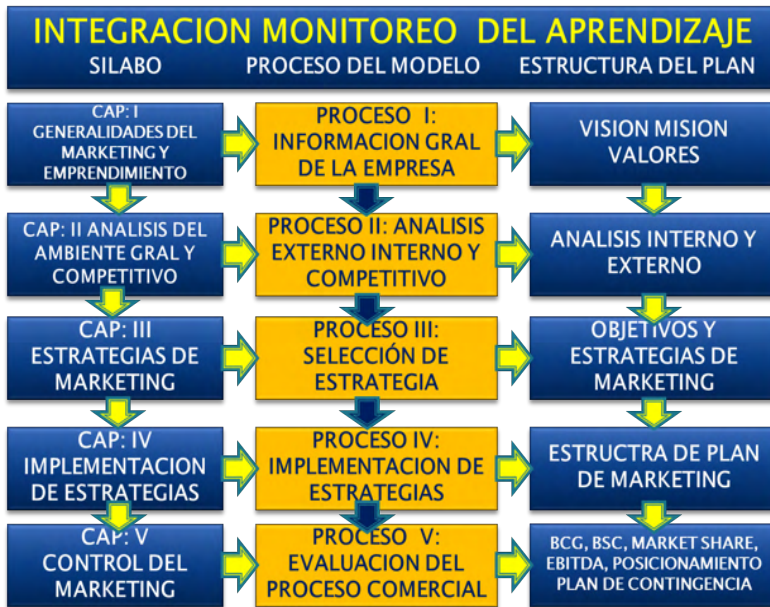 INTEGRACION MONITOREO DEL APRENDIZAJE
SILABO
PROCESO DEL MODELO
ESTRUCTURA DEL PLAN
CAP: I
GENERALIDADES DEL
MARKETING Y
EMPRENDIMIENTO
PROCESO I:
INFORMACION GRAL
DE LA EMPRESA
VISION MISION
VALORES
CAP: II ANALISIS DEL
AMBIENTE GRAL Y
COMPETITIVO
PROCESO II: ANALISIS
EXTERNO INTERNO Y
COMPETITIVO
ANALISIS INTERNO Y
EXTERNO
CAP: III
ESTRATEGIAS DE
MARKETING
PROCESO III:
SELECCIÓN DE
ESTRATEGIA
OBJETIVOS Y
ESTRATEGIAS DE
MARKETING
CAP: IV
IMPLEMENTACION
DE ESTRATEGIAS
PROCESO IV:
IMPLEMENTACION DE
ESTRATEGIAS
ESTRUCTRA DE PLAN
DE MARKETING
CAP: V
CONTROL DEL
MARKETING
PROCESO V:
EVALUACION DEL
PROCESO COMERCIAL
BCG, BSC, MARKET SHARE,
EBITDA, POSICIONAMIENTO
PLAN DE CONTINGENCIA